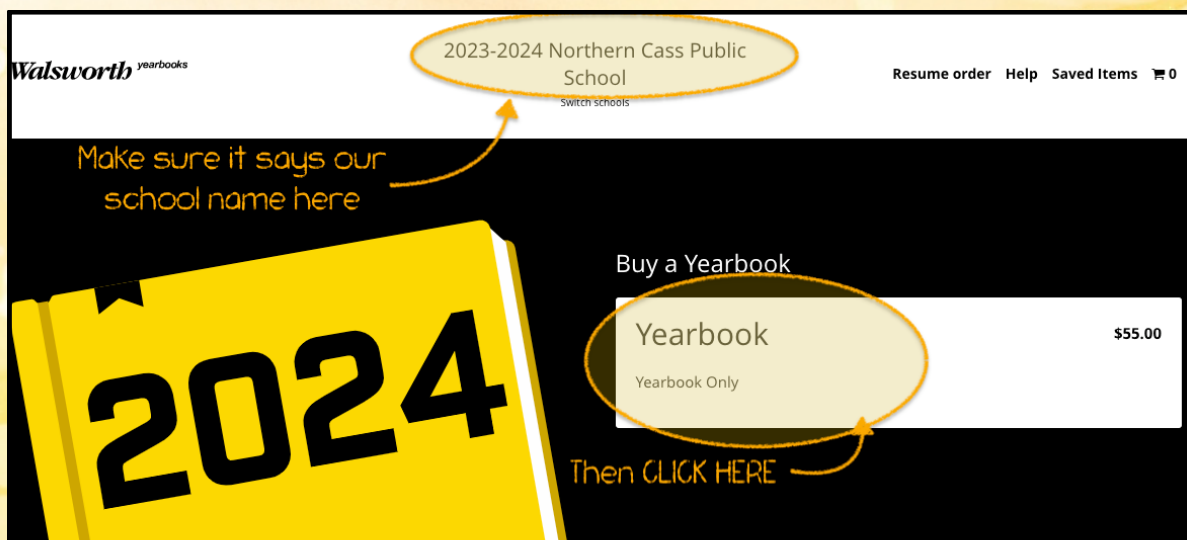 Walsworth yearbooks
2023-2024 Northern Cass Public
School
Switch schools
Resume order Help Saved Items 0
Make sure it says our
school name here
2024
Buy a Yearbook
Yearbook
$55.00
Yearbook Only
Then CLICK HERE